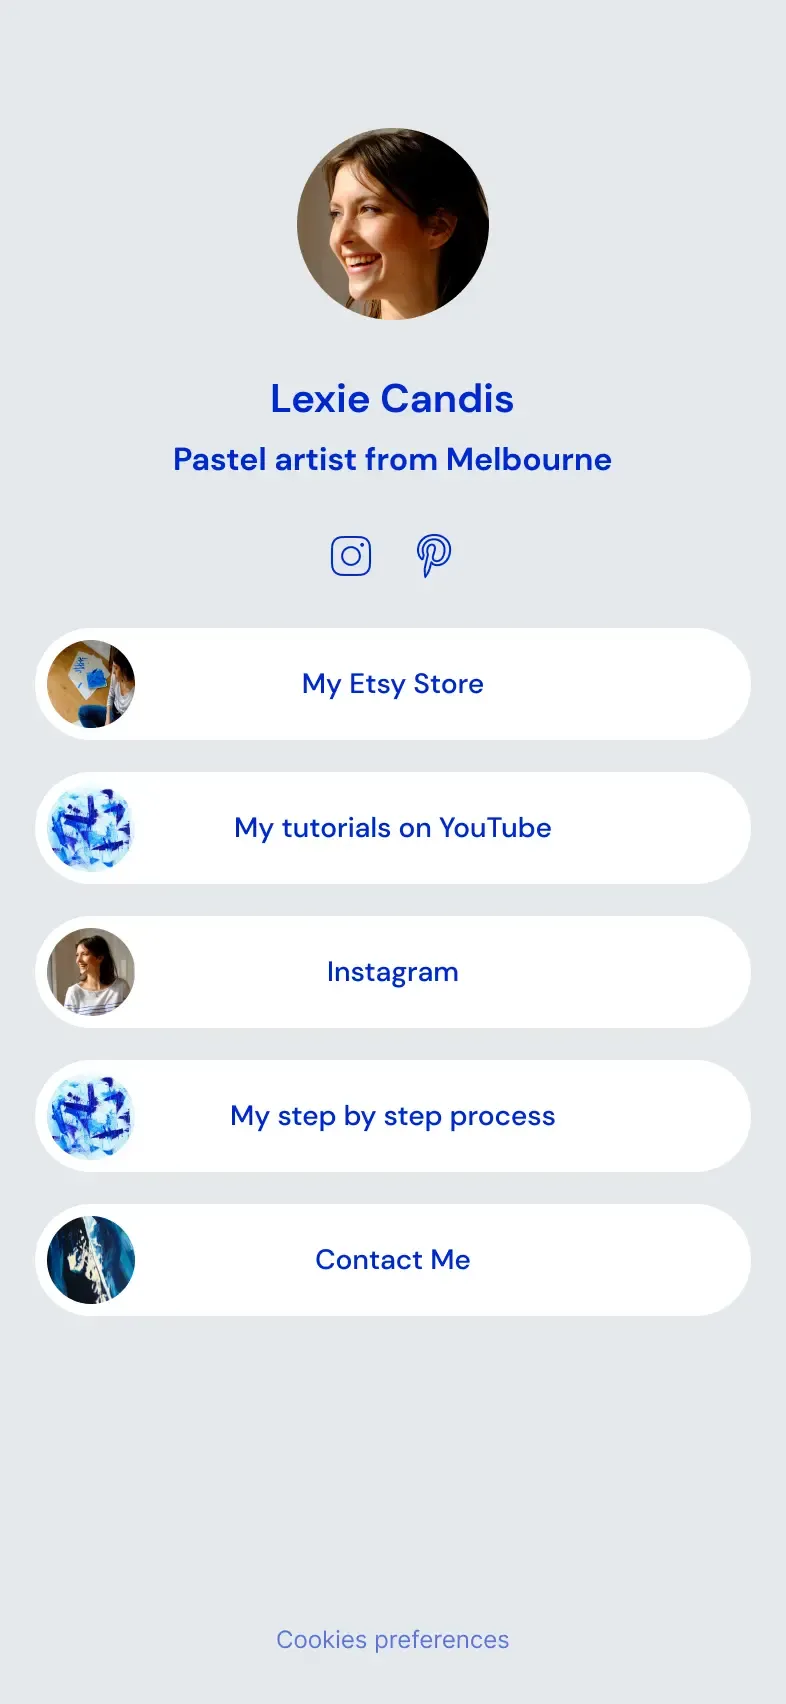 Lexie Candis
Pastel artist from Melbourne
My Etsy Store
My tutorials on YouTube
Instagram
My step by step process
Contact Me
Cookies preferences